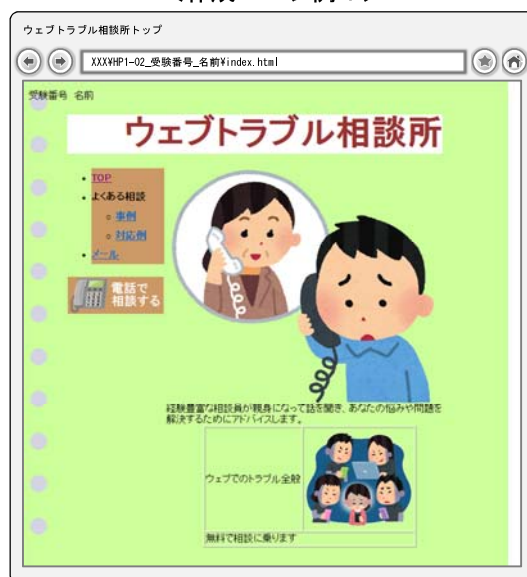 ウェブトラブル相談所トップ
XXX¥HP1-02_受験番号_名前¥index.html
受験番号 名前
ウェブトラブル相談所
TOP
よくある相談
事例
対応例
メール
電話で
相談する
経験豊富な相談員が親身になって話を聞き、あなたの悩みや問題を
解決するためにアドバイスします。
ウェブでのトラブル全般
無料で相談に乗ります